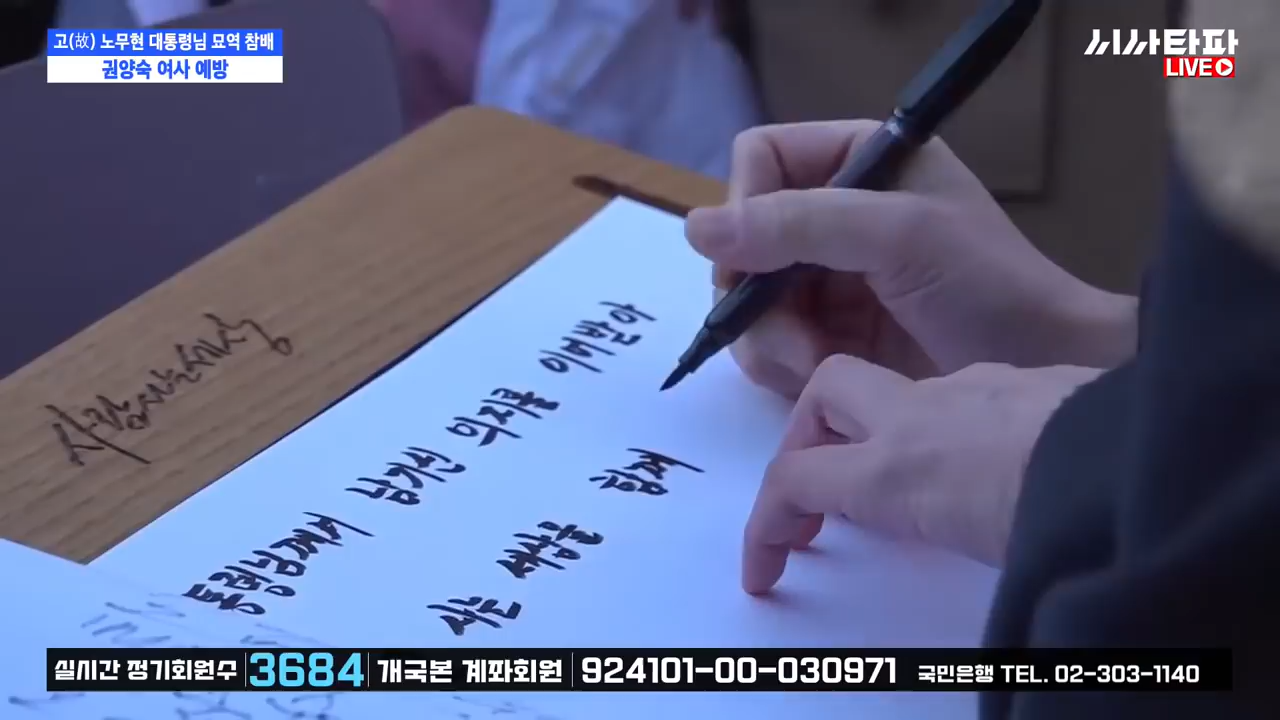 고(故) 노무현 대통령님 묘역 참배
권양숙 여사 예방
시사타파
LIVE
사람사는세상
통령님께서 남기신 의지를 이어받아
사는 세상을 함께
실시간 정기회원수 3684 개국본 계좌회원 924101-00-030971 국민은행 TEL. 02-303-1140